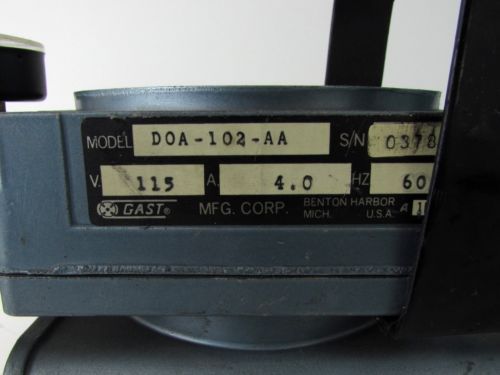 MODEL DOA-102-AA S/N 0378
V. 115 A. 4.0 HZ 60
GAST® MFG. CORP. BENTON HARBOR MICH. U.S.A. A